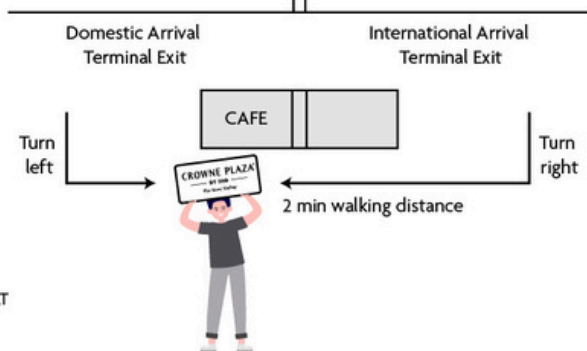 Domestic Arrival
Terminal Exit
International Arrival
Terminal Exit
CAFE
Turn
left
Turn
right
CROWNE PLAZA
2 min walking distance